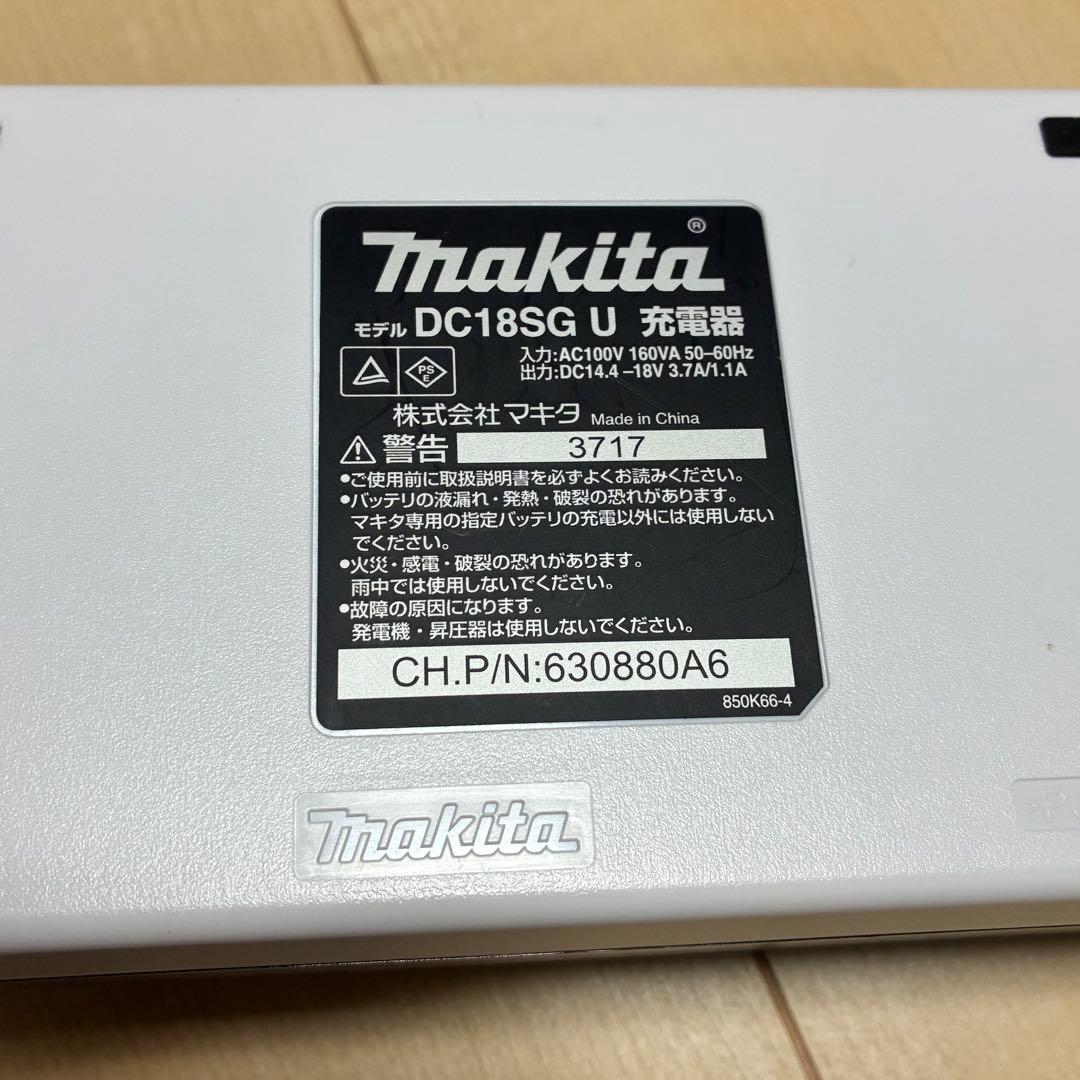 makita®
モデル DC18SG U 充電器
入力:AC100V 160VA 50–60Hz
出力:DC14.4 –18V 3.7A/1.1A
PS
E
株式会社 マキタ Made in China
警告 3717
●ご使用前に取扱説明書を必ずよくお読みください。
●バッテリの液漏れ・発熱・破裂の恐れがあります。
マキタ専用の指定バッテリの充電以外には使用しない
でください。
●火災・感電・破裂の恐れがあります。
雨中では使用しないでください。
●故障の原因になります。
発電機・昇圧器は使用しないでください。
CH.P/N:630880A6
850K66-4
makita